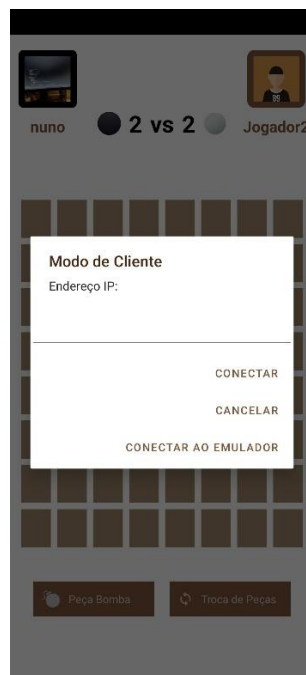 nuno
2 vs 2
Jogador2
Modo de Cliente
Endereço IP:
CONECTAR
CANCELAR
CONECTAR AO EMULADOR
Peça Bomba
Troca de Peças